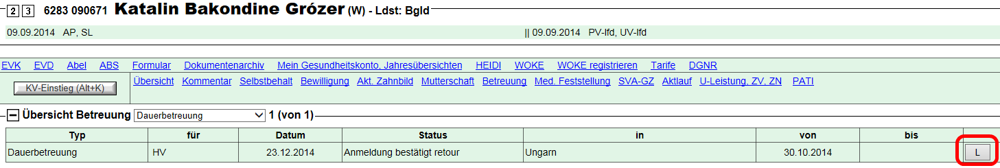 2 3 6283 090671 Katalin Bakondine Grózer (W) - Ldst: Bgld
09.09.2014 AP, SL || 09.09.2014 PV-lfd, UV-lfd
EVK EVD Abel ABS Formular Dokumentenarchiv Mein Gesundheitskonto, Jahresübersichten HEIDI WOKE WOKE registrieren Tarife DGNR
KV-Einstieg (Alt+K) Übersicht Kommentar Selbstbehalt Bewilligung Akt. Zahnbild Mutterschaft Betreuung Med. Feststellung SVA-GZ Aktlauf U-Leistung, ZV, ZN PATI
Übersicht Betreuung Dauerbetreuung 1 (von 1)
Typ für Datum Status in von bis
Dauerbetreuung HV 23.12.2014 Anmeldung bestätigt retour Ungarn 30.10.2014 L